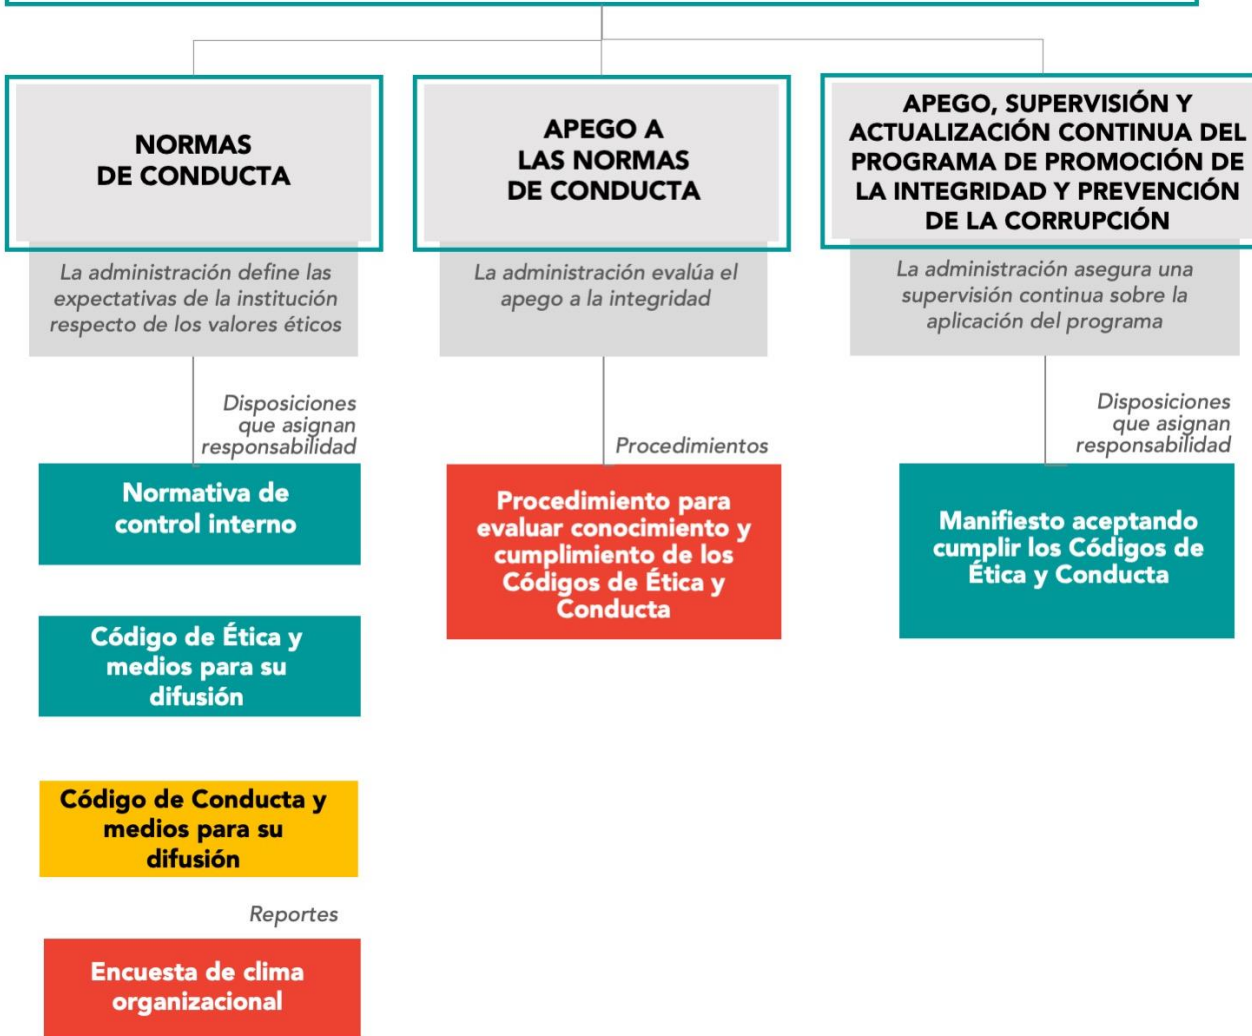 NORMAS
DE CONDUCTA
La administración define las
expectativas de la institución
respecto de los valores éticos
Disposiciones
que asignan
responsabilidad
Normativa de
control interno
Código de Ética y
medios para su
difusión
Código de Conducta y
medios para su
difusión
Reportes
Encuesta de clima
organizacional
APEGO A
LAS NORMAS
DE CONDUCTA
La administración evalúa el
apego a la integridad
Procedimientos
Procedimiento para
evaluar conocimiento y
cumplimiento de los
Códigos de Ética y
Conducta
APEGO, SUPERVISIÓN Y
ACTUALIZACIÓN CONTINUA DEL
PROGRAMA DE PROMOCIÓN DE
LA INTEGRIDAD Y PREVENCIÓN
DE LA CORRUPCIÓN
La administración asegura una
supervisión continua sobre la
aplicación del programa
Disposiciones
que asignan
responsabilidad
Manifiesto aceptando
cumplir los Códigos de
Ética y Conducta